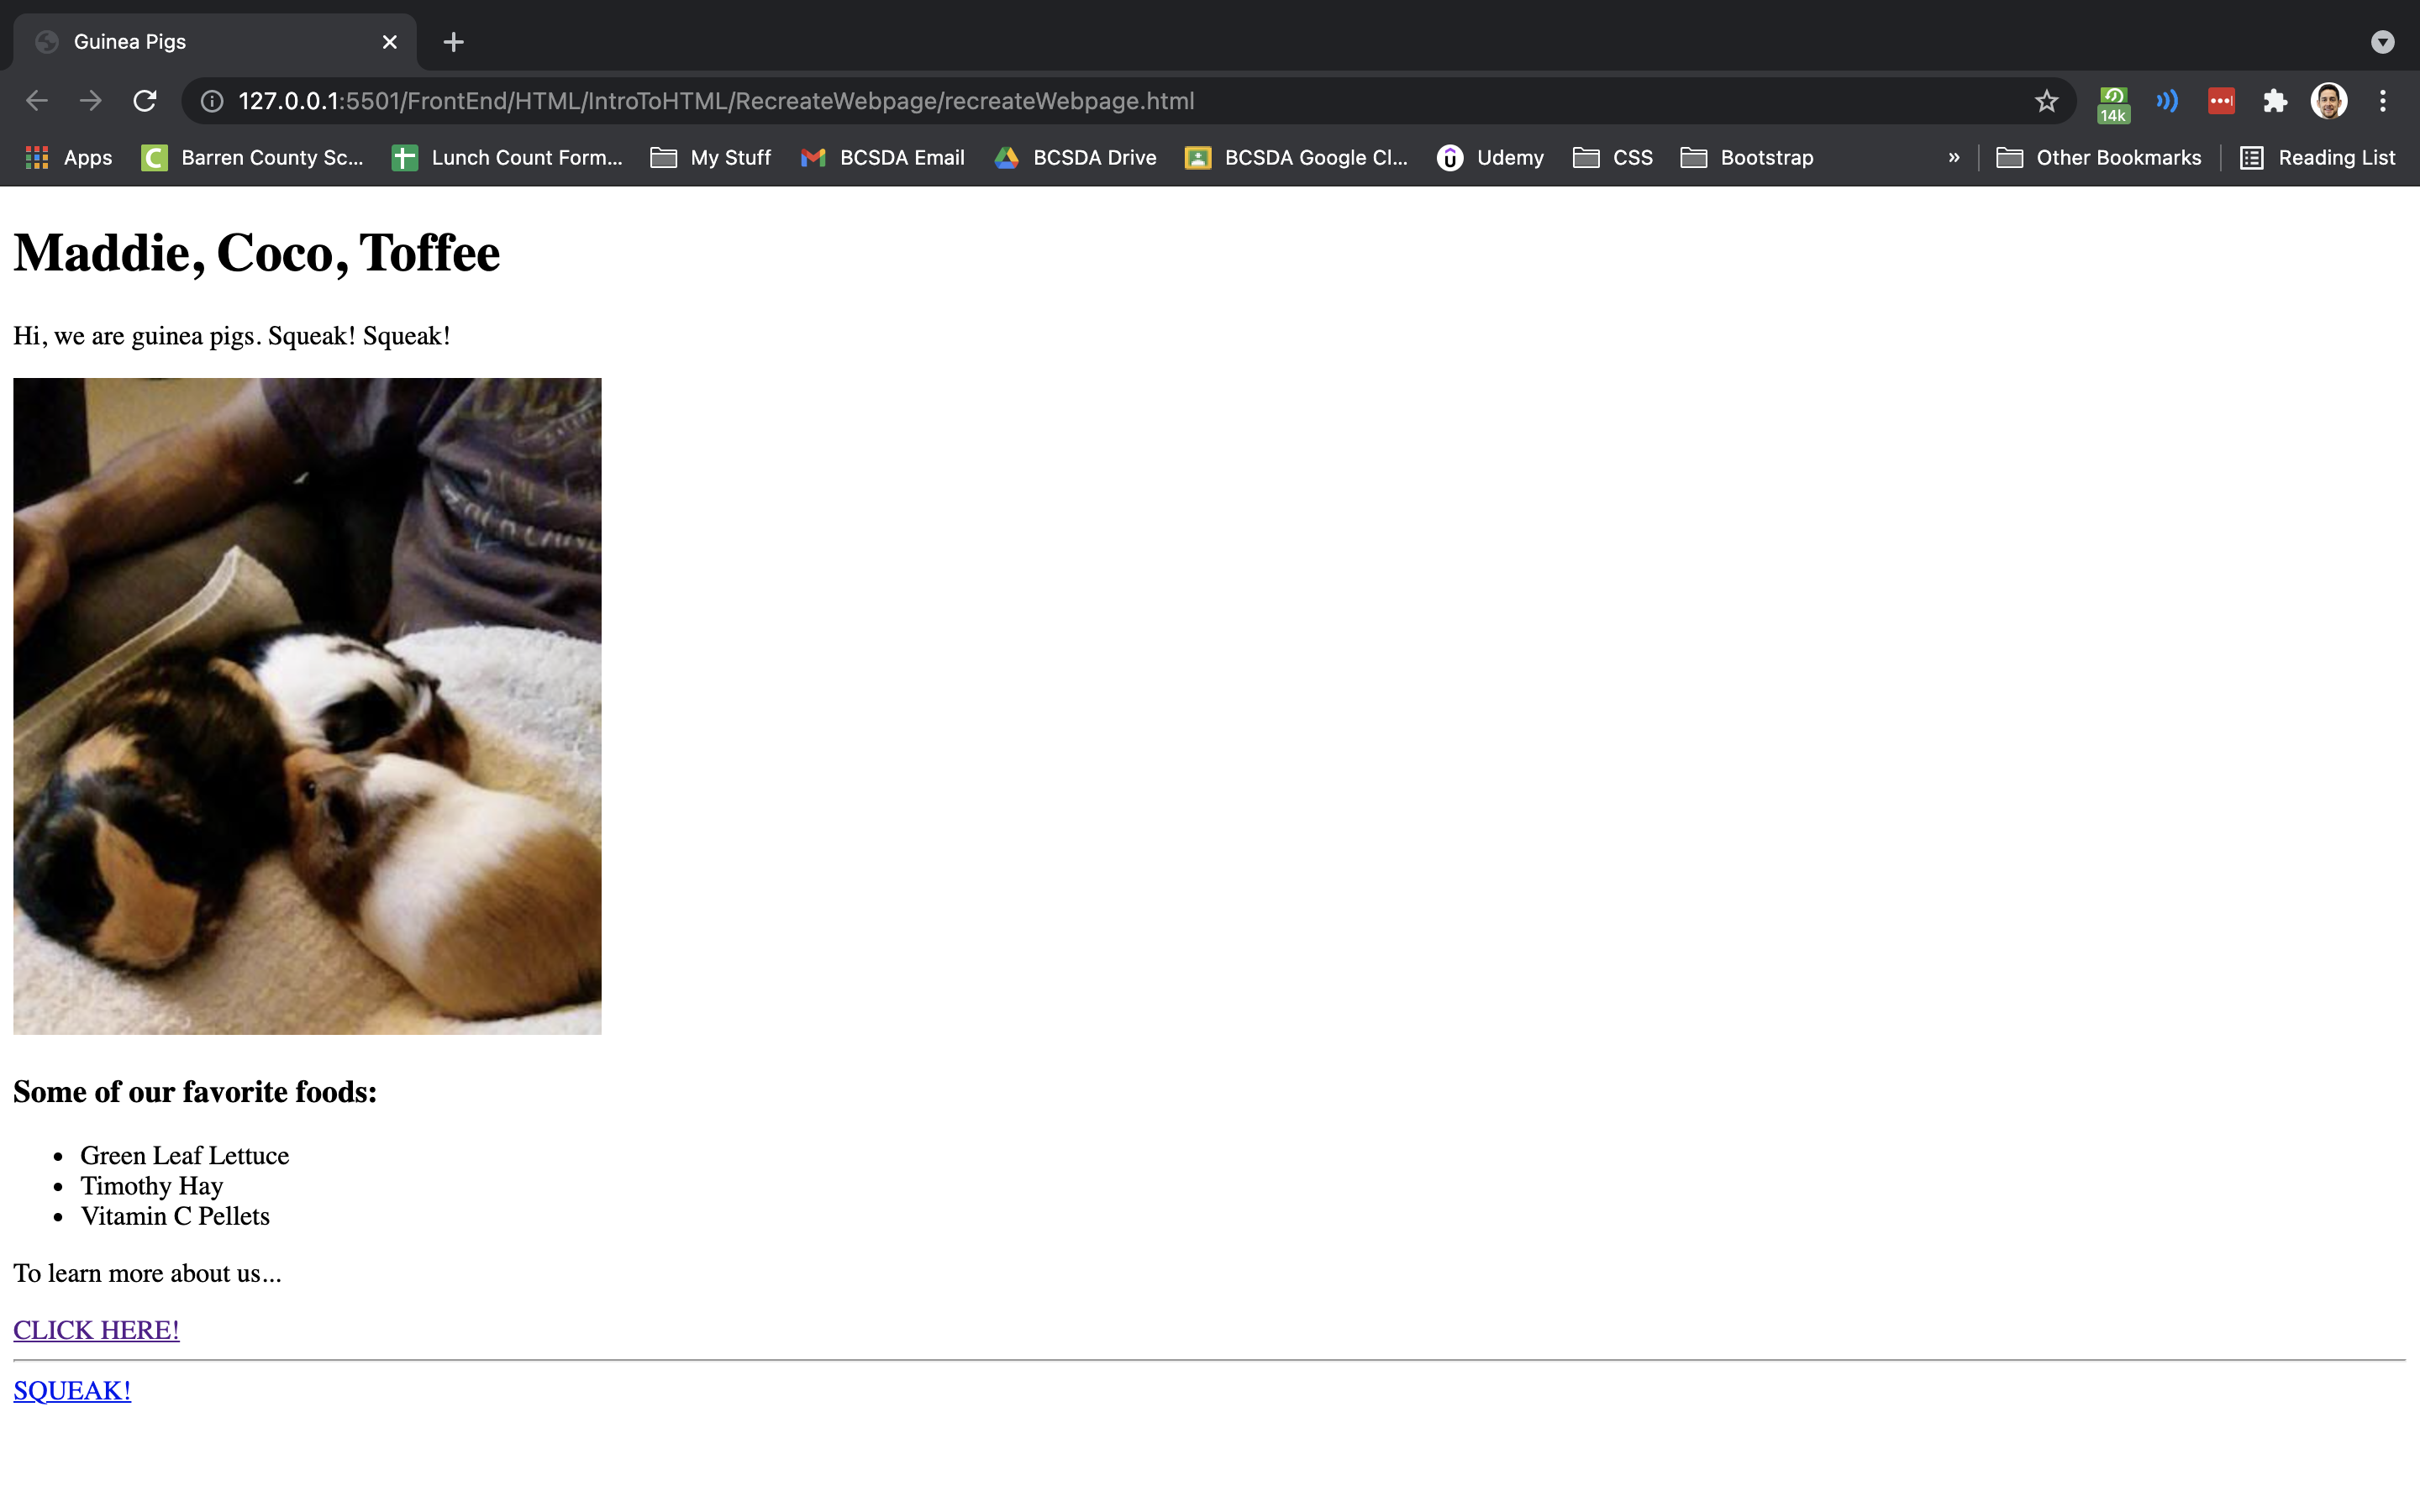 Guinea Pigs
127.0.0.1:5501/FrontEnd/HTML/IntroToHTML/RecreateWebpage/recreateWebpage.html
14k
Apps
Barren County Sc...
Lunch Count Form...
My Stuff
BCSDA Email
BCSDA Drive
BCSDA Google Cl...
Udemy
CSS
Bootstrap
»
Other Bookmarks
Reading List
Maddie, Coco, Toffee
Hi, we are guinea pigs. Squeak! Squeak!
Some of our favorite foods:
• Green Leaf Lettuce
• Timothy Hay
• Vitamin C Pellets
To learn more about us...
CLICK HERE!
SQUEAK!